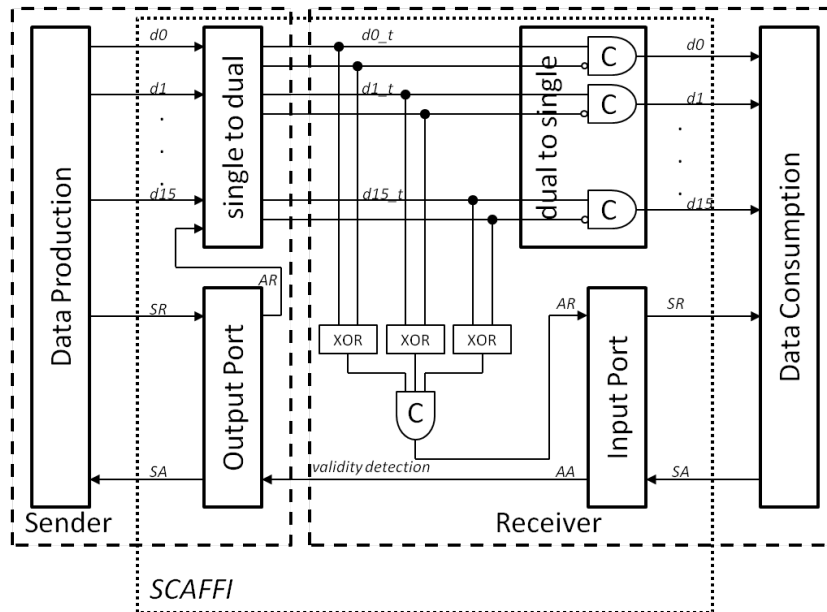 Data Production
d0
d1
.
.
.
d15
SR
SA
single to dual
AR
Output Port
Sender
d0_t
d1_t
d15_t
dual to single
C
C
C
d0
d1
.
.
.
d15
Data Consumption
XOR
XOR
XOR
C
AR
SR
Input Port
validity detection
AA
SA
Receiver
SCAFFI